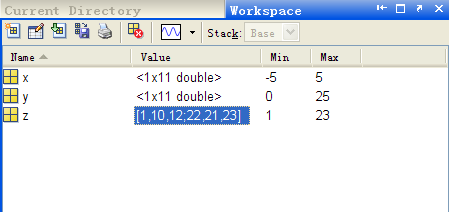 Current Directory Workspace
Stack: Base
Name Value Min Max
x <1x11 double> -5 5
y <1x11 double> 0 25
z [1,10,12;22,21,23] 1 23